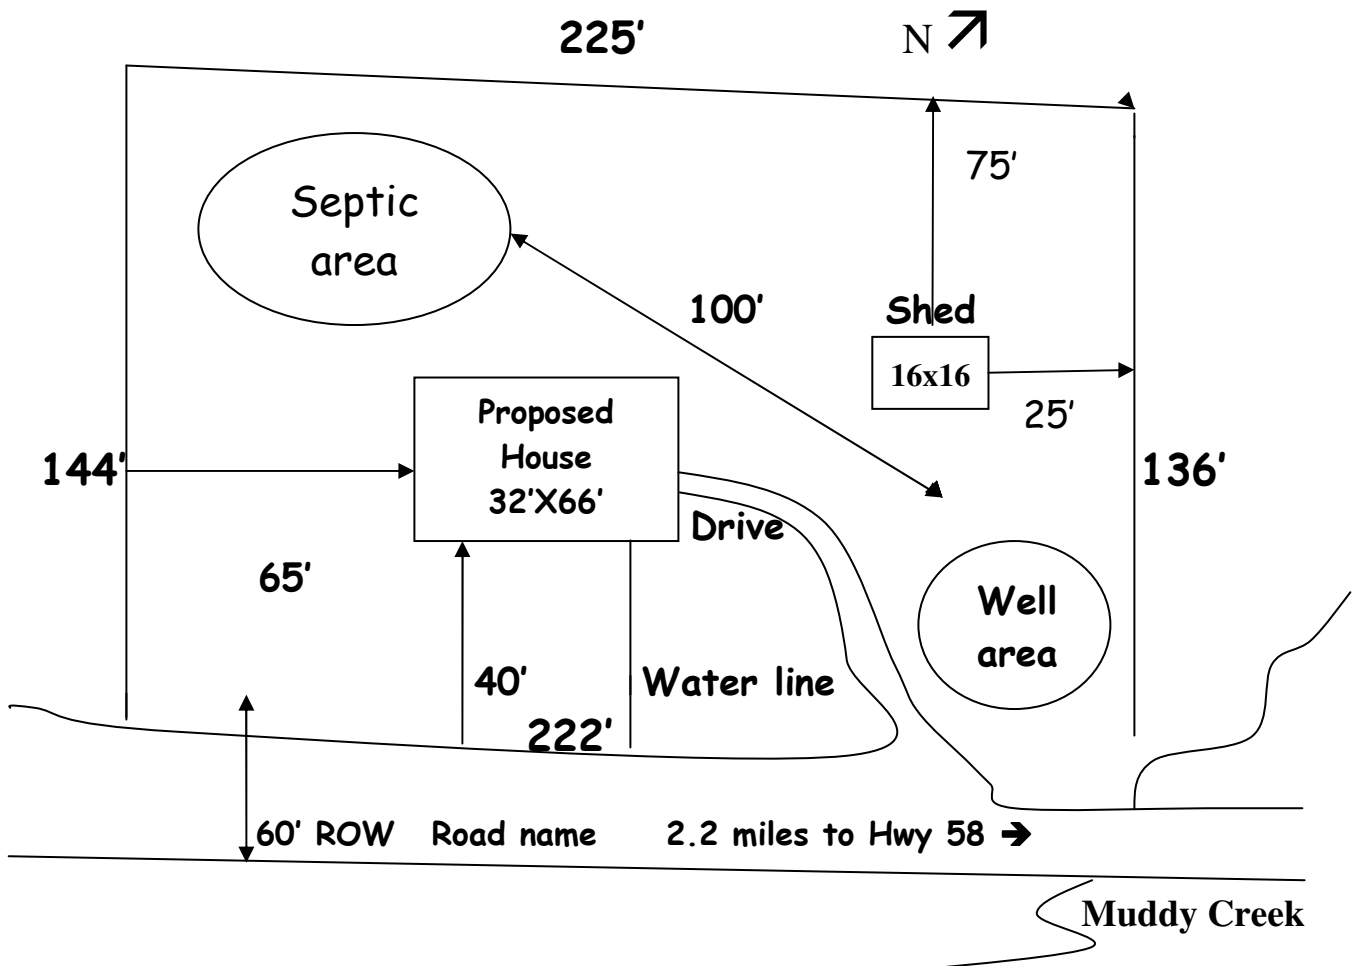 225'
N
75'
Septic
area
100'
Shed
16x16
25'
Proposed
House
32'X66'
144'
136'
Drive
65'
Well
area
40'
Water line
222'
60' ROW Road name 2.2 miles to Hwy 58 ➔
Muddy Creek